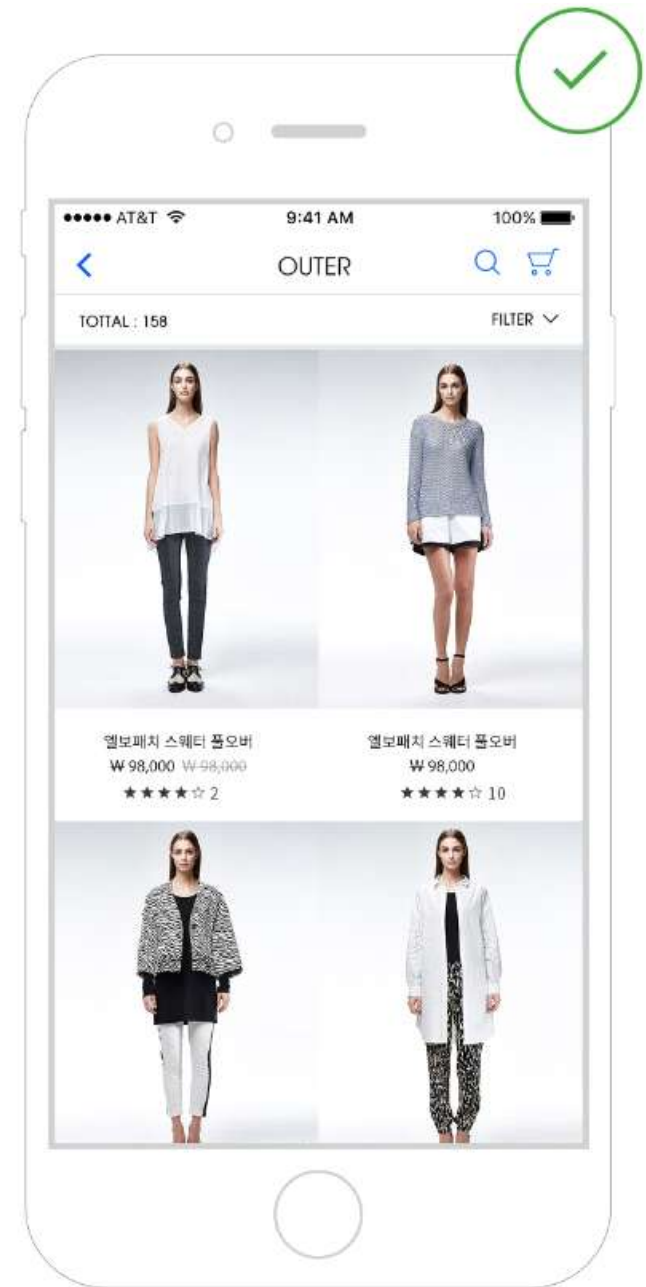 AT&T 9:41 AM 100%
OUTER
TOTTAL : 158 FILTER
엘보패치 스웨터 풀오버 엘보패치 스웨터 풀오버
₩ 98,000 ₩ 98,000 ₩ 98,000
★★★★☆ 2 ★★★★☆ 10